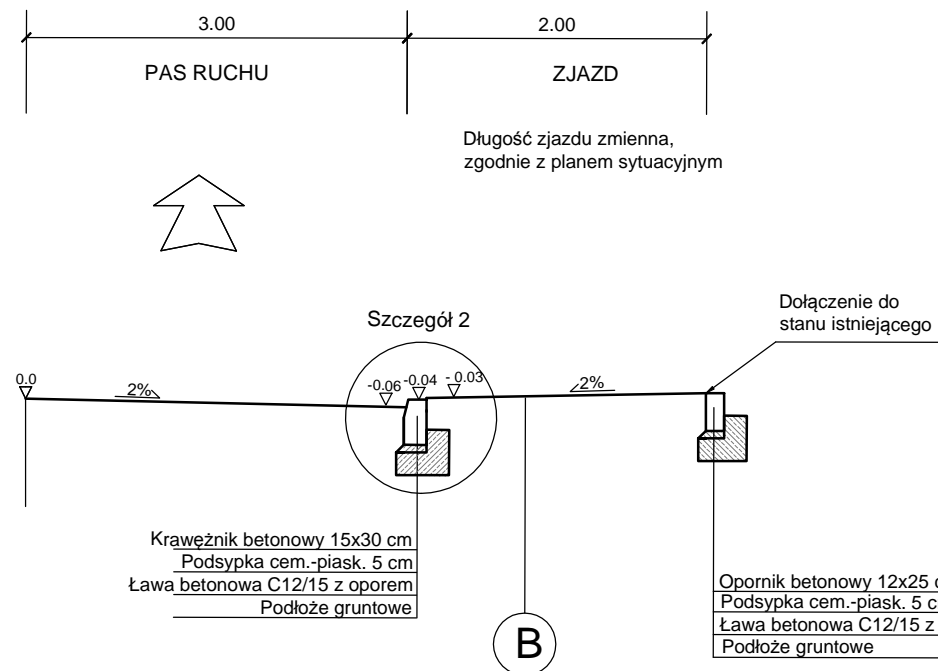 3.00
2.00
PAS RUCHU
ZJAZD
Długość zjazdu zmienna,
zgodnie z planem sytuacyjnym
Szczegół 2
Dołączenie do
stanu istniejącego
0.0
2%
-0.06
-0.04
- 0.03
2%
Krawężnik betonowy 15x30 cm
Podsypka cem.-piask. 5 cm
Ława betonowa C12/15 z oporem
Podłoże gruntowe
B
Opornik betonowy 12x25 c
Podsypka cem.-piask. 5 c
Ława betonowa C12/15 z
Podłoże gruntowe